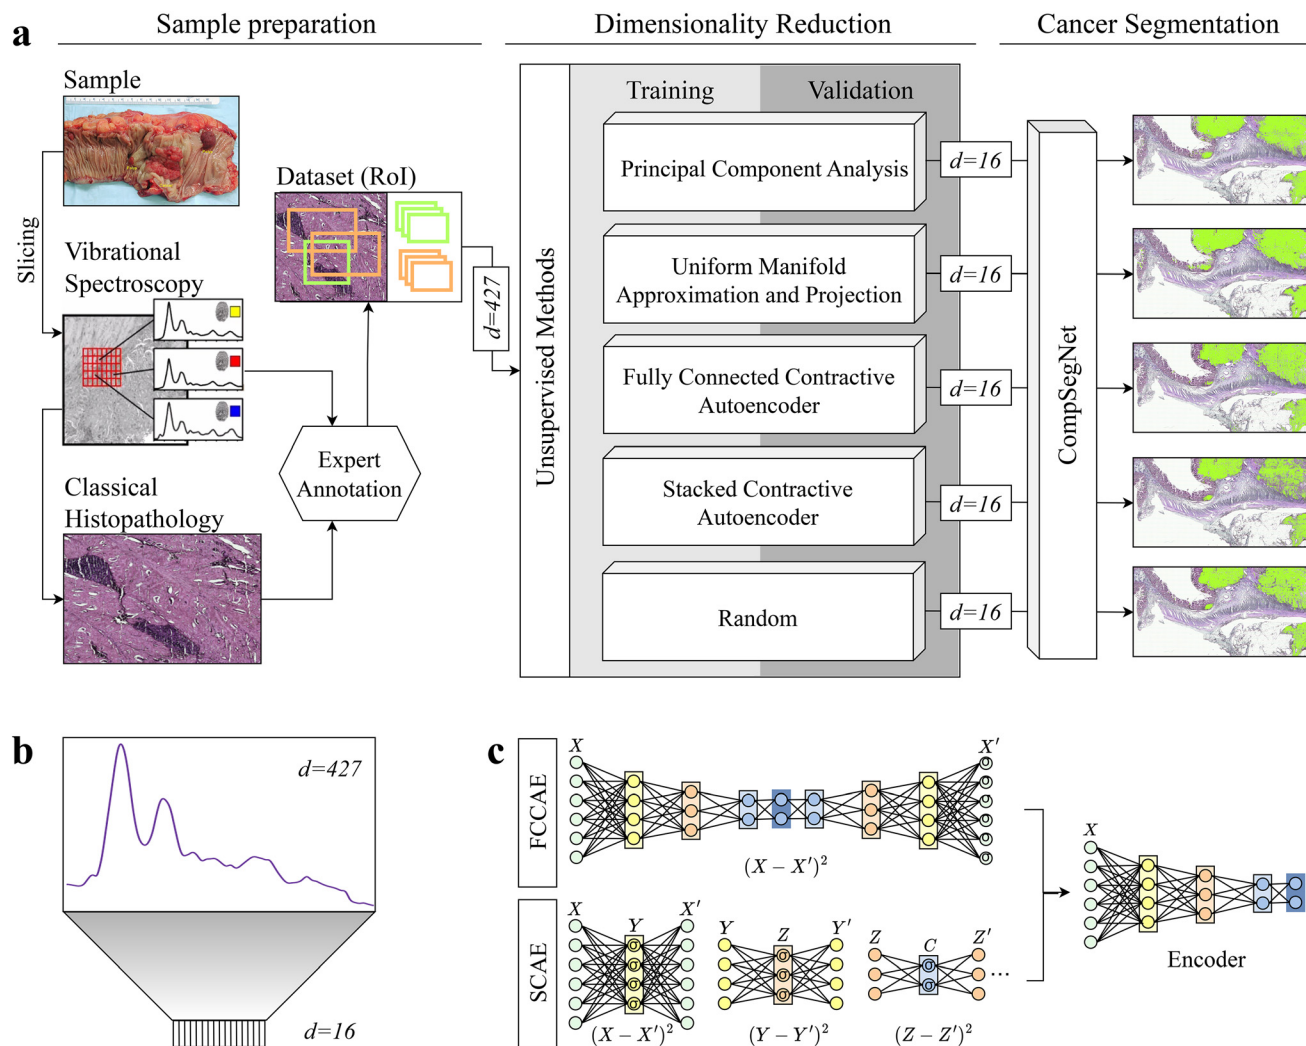 a
Sample preparation
Dimensionality Reduction
Cancer Segmentation
Sample
Slicing
Vibrational
Spectroscopy
Classical
Histopathology
Dataset (RoI)
Expert
Annotation
d=427
Unsupervised Methods
Training
Validation
Principal Component Analysis
Uniform Manifold
Approximation and Projection
Fully Connected Contractive
Autoencoder
Stacked Contractive
Autoencoder
Random
d=16
d=16
d=16
d=16
d=16
CompSegNet
b
d=427
d=16
c
FCCAE
X
X′
(X − X′)²
SCAE
X
Y
X′
(X − X′)²
Y
Z
Y′
(Y − Y′)²
Z
C
Z′
...
(Z − Z′)²
σ
σ
σ
σ
σ
σ
σ
σ
σ
X
Encoder